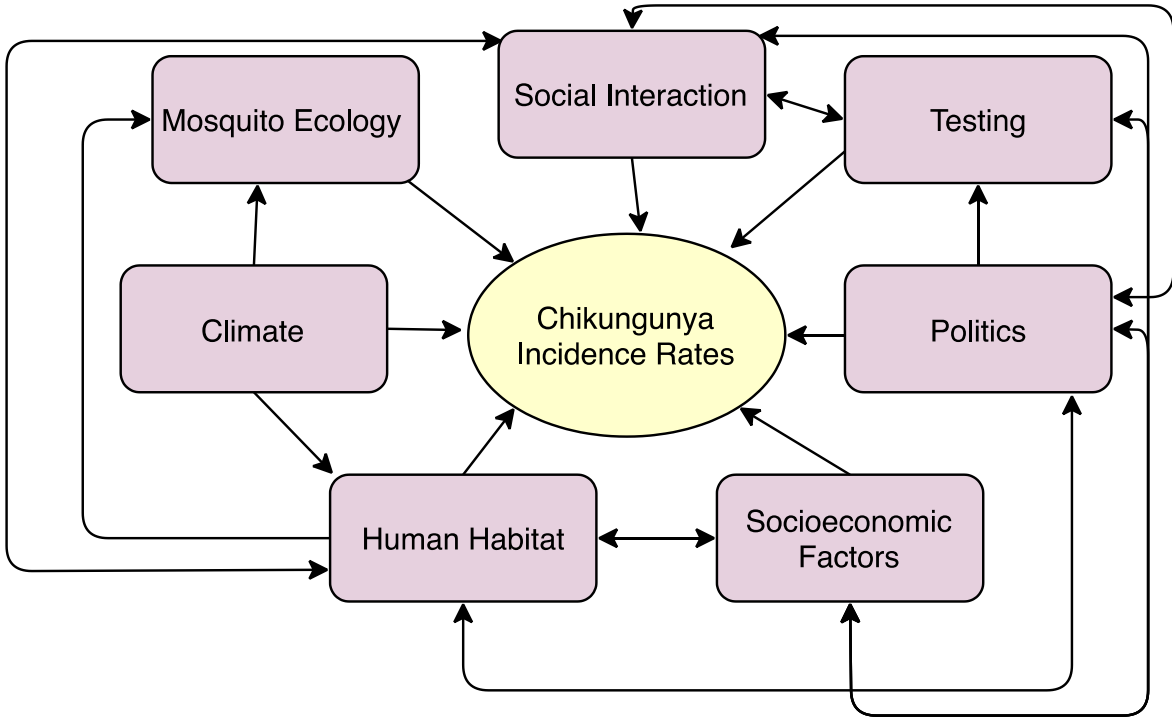 Social Interaction
Mosquito Ecology
Testing
Climate
Chikungunya
Incidence Rates
Politics
Human Habitat
Socioeconomic
Factors